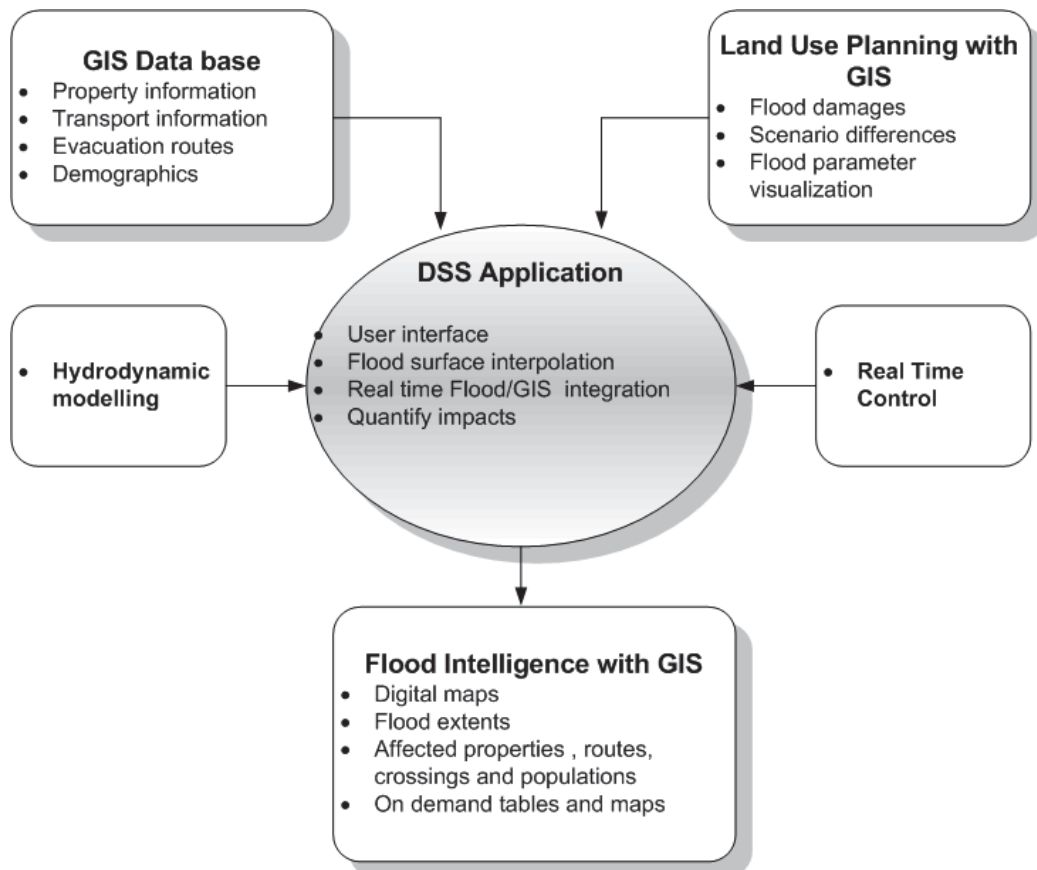 GIS Data base
• Property information
• Transport information
• Evacuation routes
• Demographics
Land Use Planning with
GIS
• Flood damages
• Scenario differences
• Flood parameter
visualization
DSS Application
• User interface
• Flood surface interpolation
• Real time Flood/GIS integration
• Quantify impacts
• Hydrodynamic
modelling
• Real Time
Control
Flood Intelligence with GIS
• Digital maps
• Flood extents
• Affected properties , routes,
crossings and populations
• On demand tables and maps